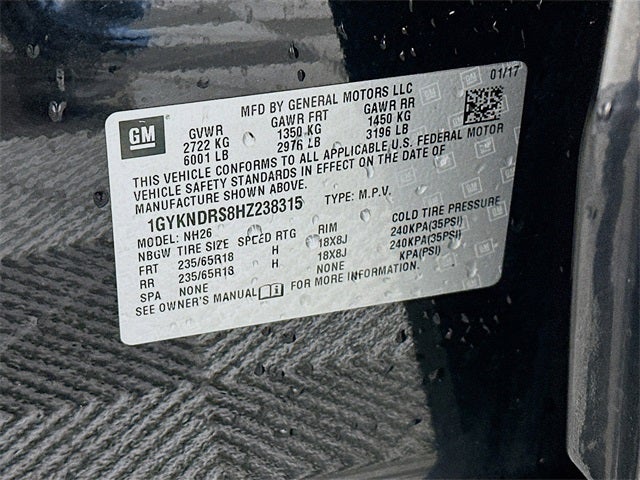 01/17
MFD BY GENERAL MOTORS LLC
GM
GVWR GAWR FRT GAWR RR
2722 KG 1350 KG 1450 KG
6001 LB 2976 LB 3196 LB
THIS VEHICLE CONFORMS TO ALL APPLICABLE U.S. FEDERAL MOTOR
VEHICLE SAFETY STANDARDS IN EFFECT ON THE DATE OF
MANUFACTURE SHOWN ABOVE.
1GYKNDRS8HZ238315 TYPE: M.P.V.
MODEL: NH26
NBGW TIRE SIZE SPEED RTG RIM COLD TIRE PRESSURE
FRT 235/65R18 H 18X8J 240KPA(35PSI)
RR 235/65R18 H 18X8J 240KPA(35PSI)
SPA NONE NONE KPA(PSI)
SEE OWNER'S MANUAL FOR MORE INFORMATION.